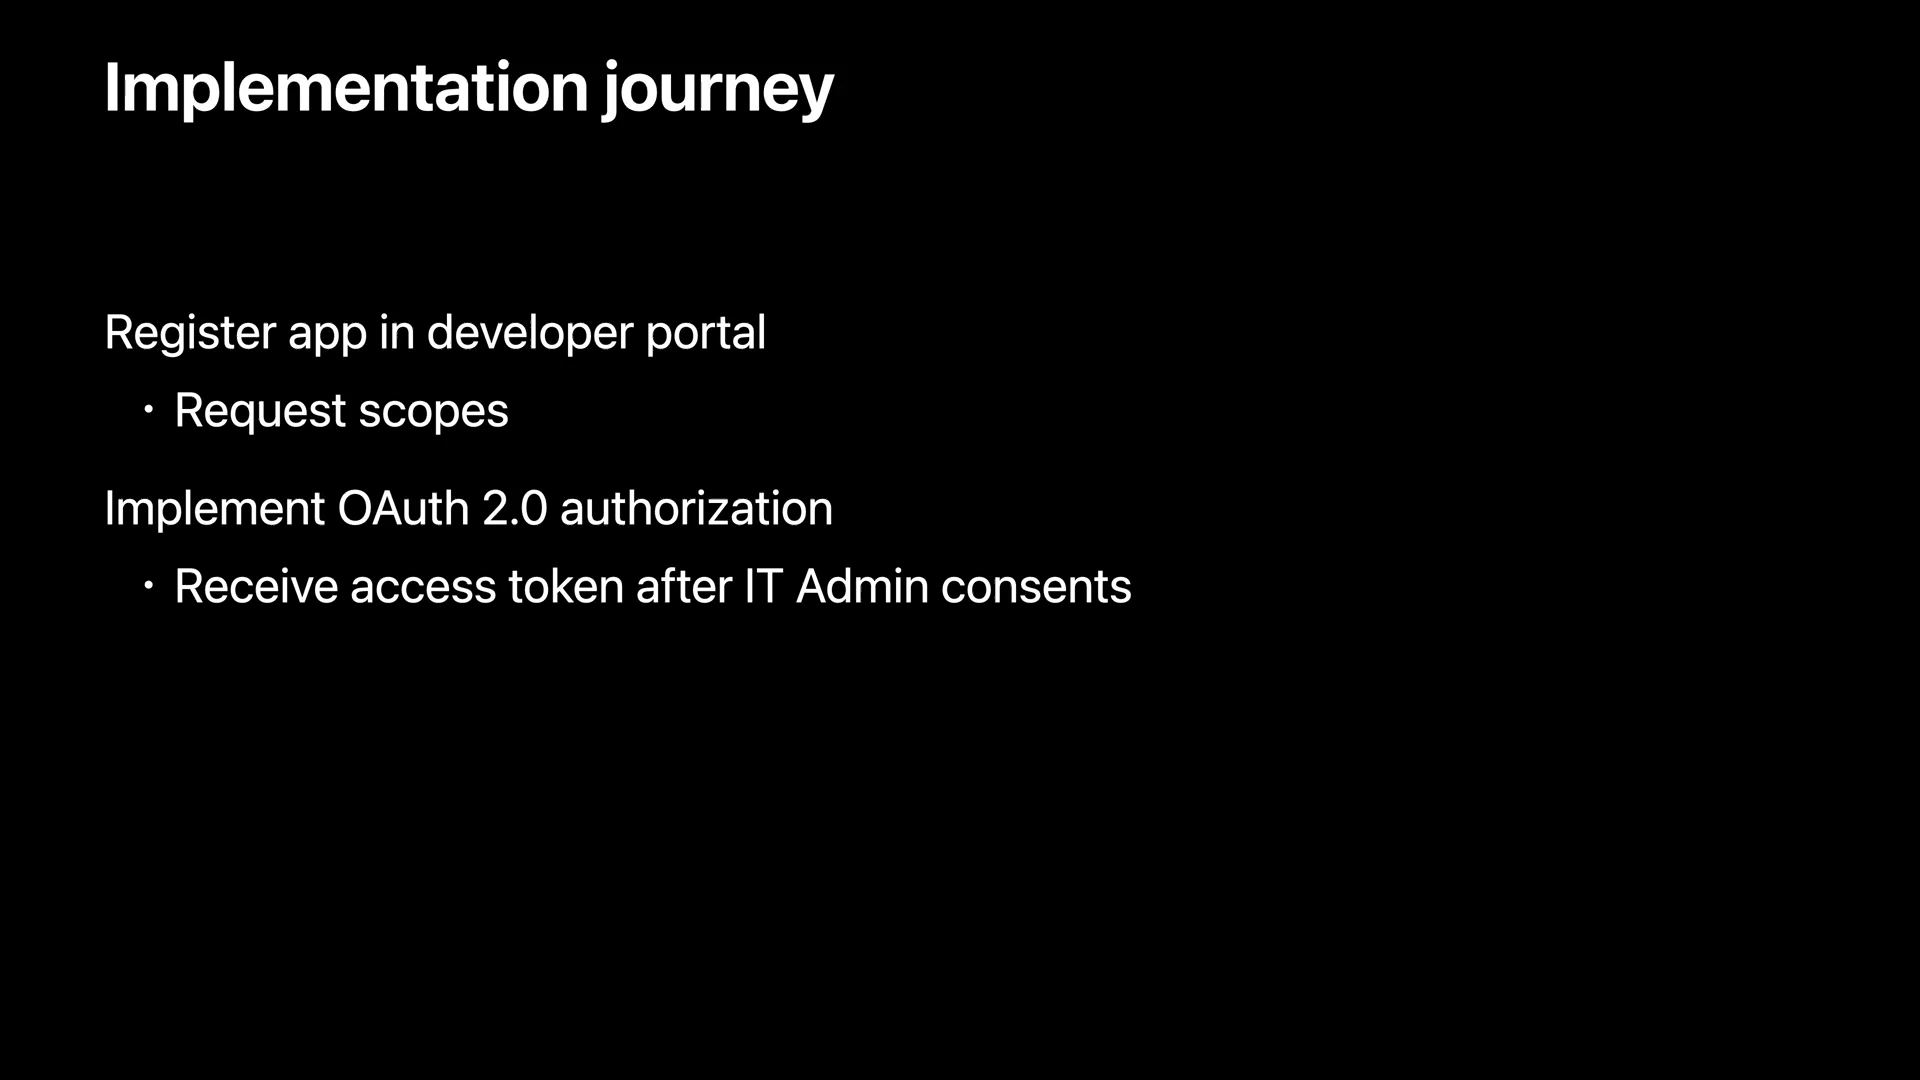 Implementation journey
Register app in developer portal
• Request scopes
Implement OAuth 2.0 authorization
• Receive access token after IT Admin consents